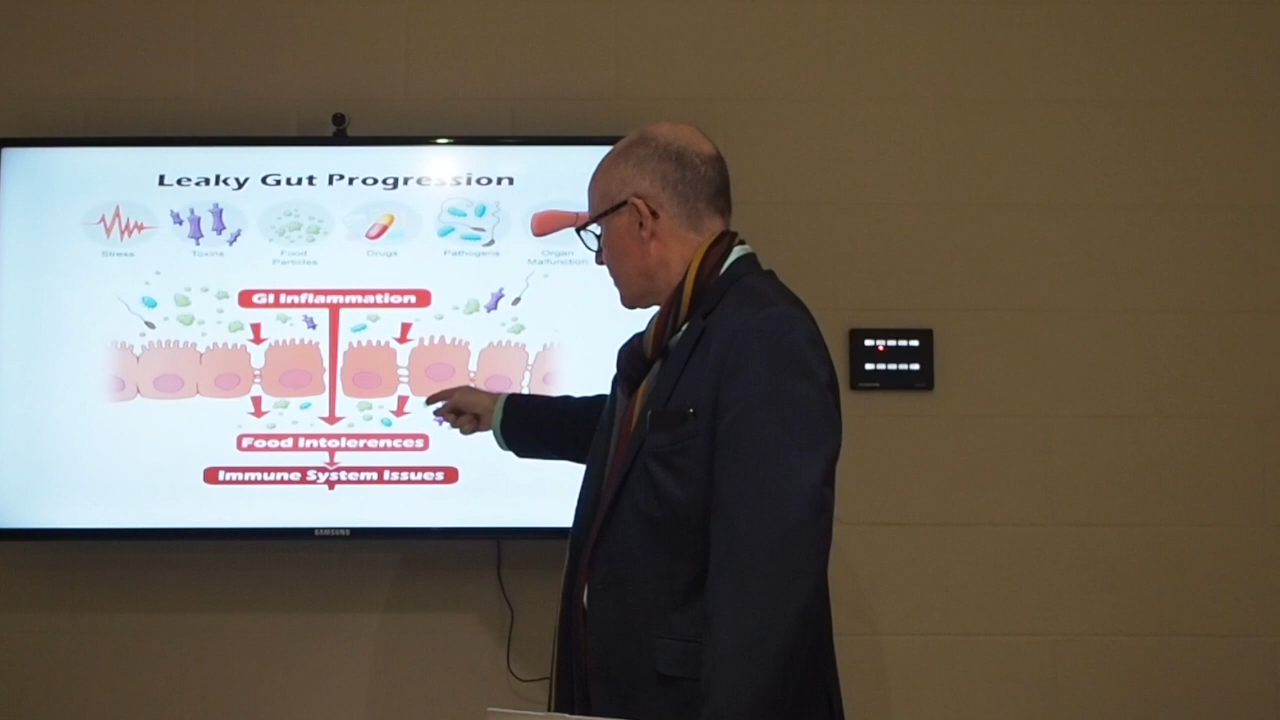 Leaky Gut Progression
Stress
Toxins
Food
Particles
Drugs
Pathogens
Organ
Malfunction
GI Inflammation
Food Intolerences
Immune System Issues
SAMSUNG